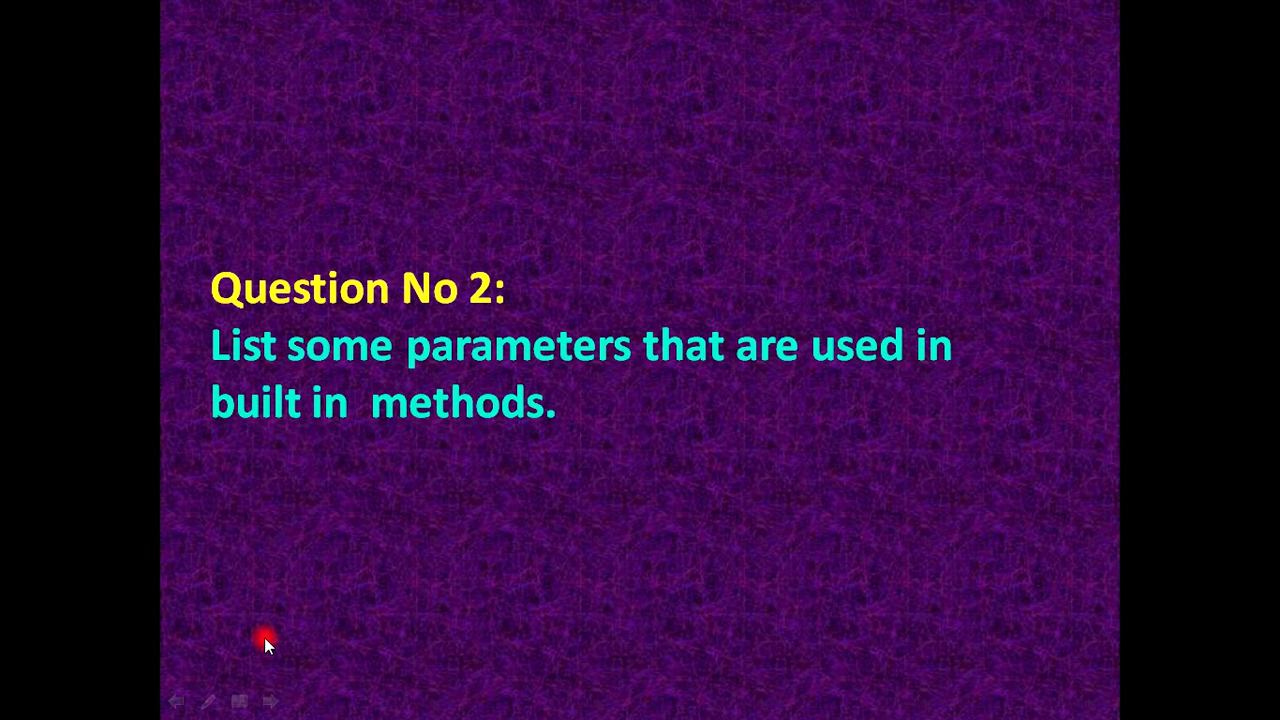 Question No 2:
List some parameters that are used in
built in  methods.